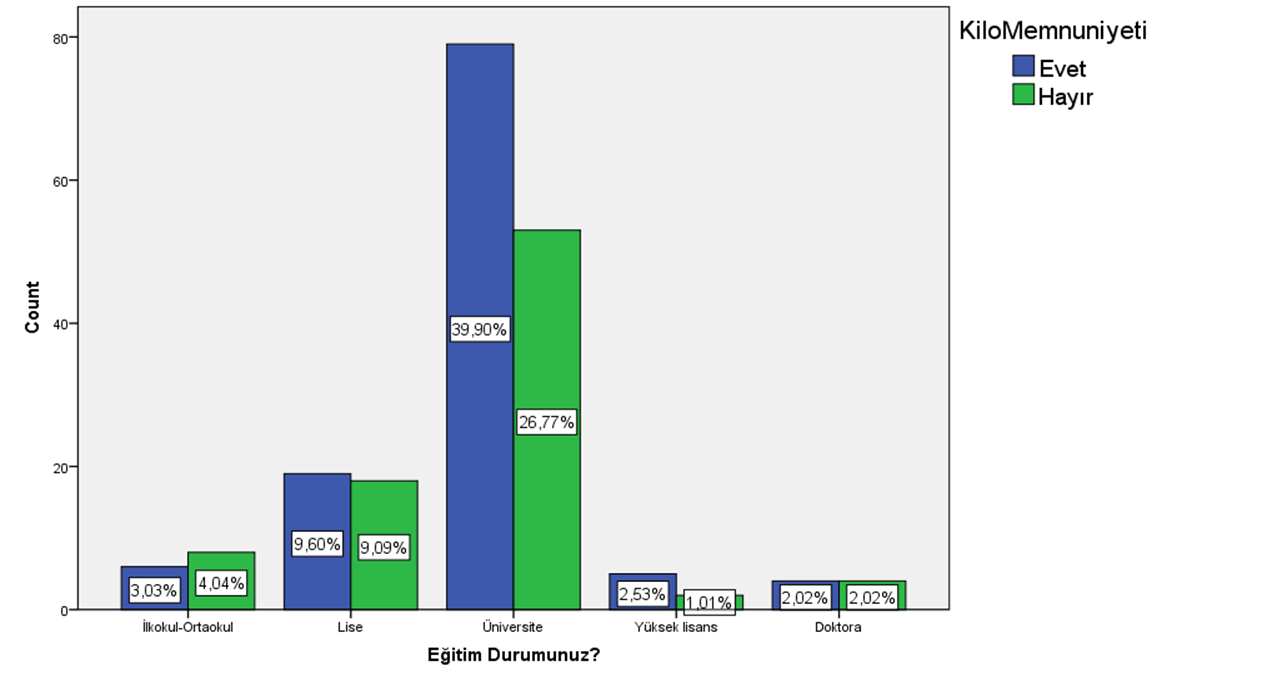 KiloMemnuniyeti
Evet
Hayır
Count
80
60
40
20
0
3,03%
4,04%
9,60%
9,09%
39,90%
26,77%
2,53%
1,01%
2,02%
2,02%
İlkokul-Ortaokul
Lise
Üniversite
Yüksek lisans
Doktora
Eğitim Durumunuz?